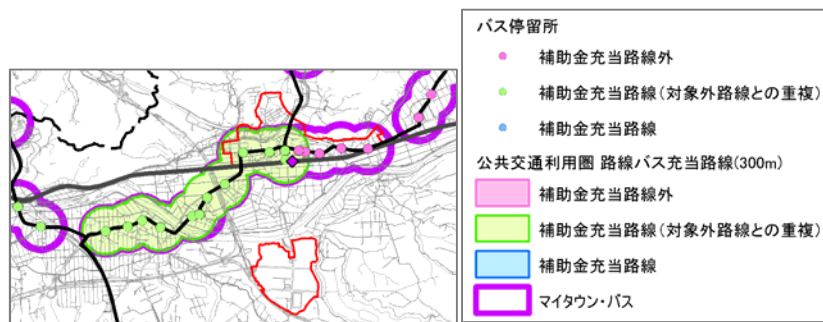 バス停留所
補助金充当路線外
補助金充当路線(対象外路線との重複)
補助金充当路線
公共交通利用圏 路線バス充当路線(300m)
補助金充当路線外
補助金充当路線(対象外路線との重複)
補助金充当路線
マイタウン・バス